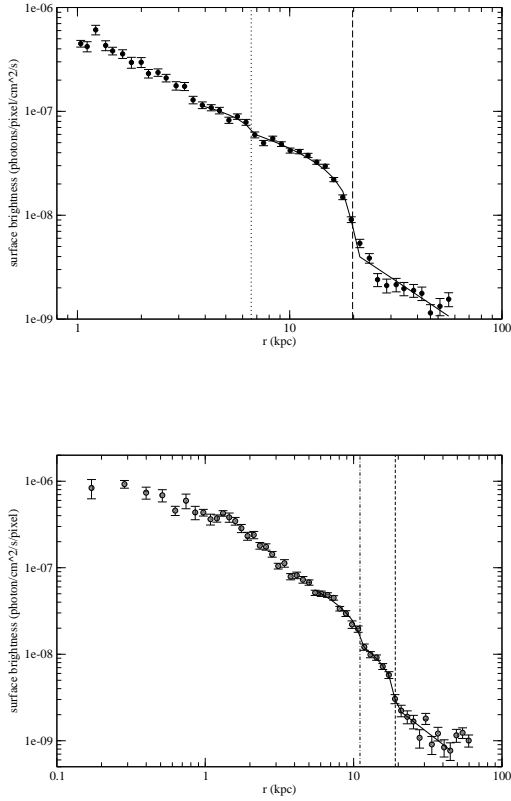 1e-06
1e-07
1e-08
1e-09
surface brightness (photons/pixel/cm^2/s)
1
10
100
r (kpc)
1e-06
1e-07
1e-08
1e-09
surface brightness (photon/cm^2/s/pixel)
0.1
1
10
100
r (kpc)